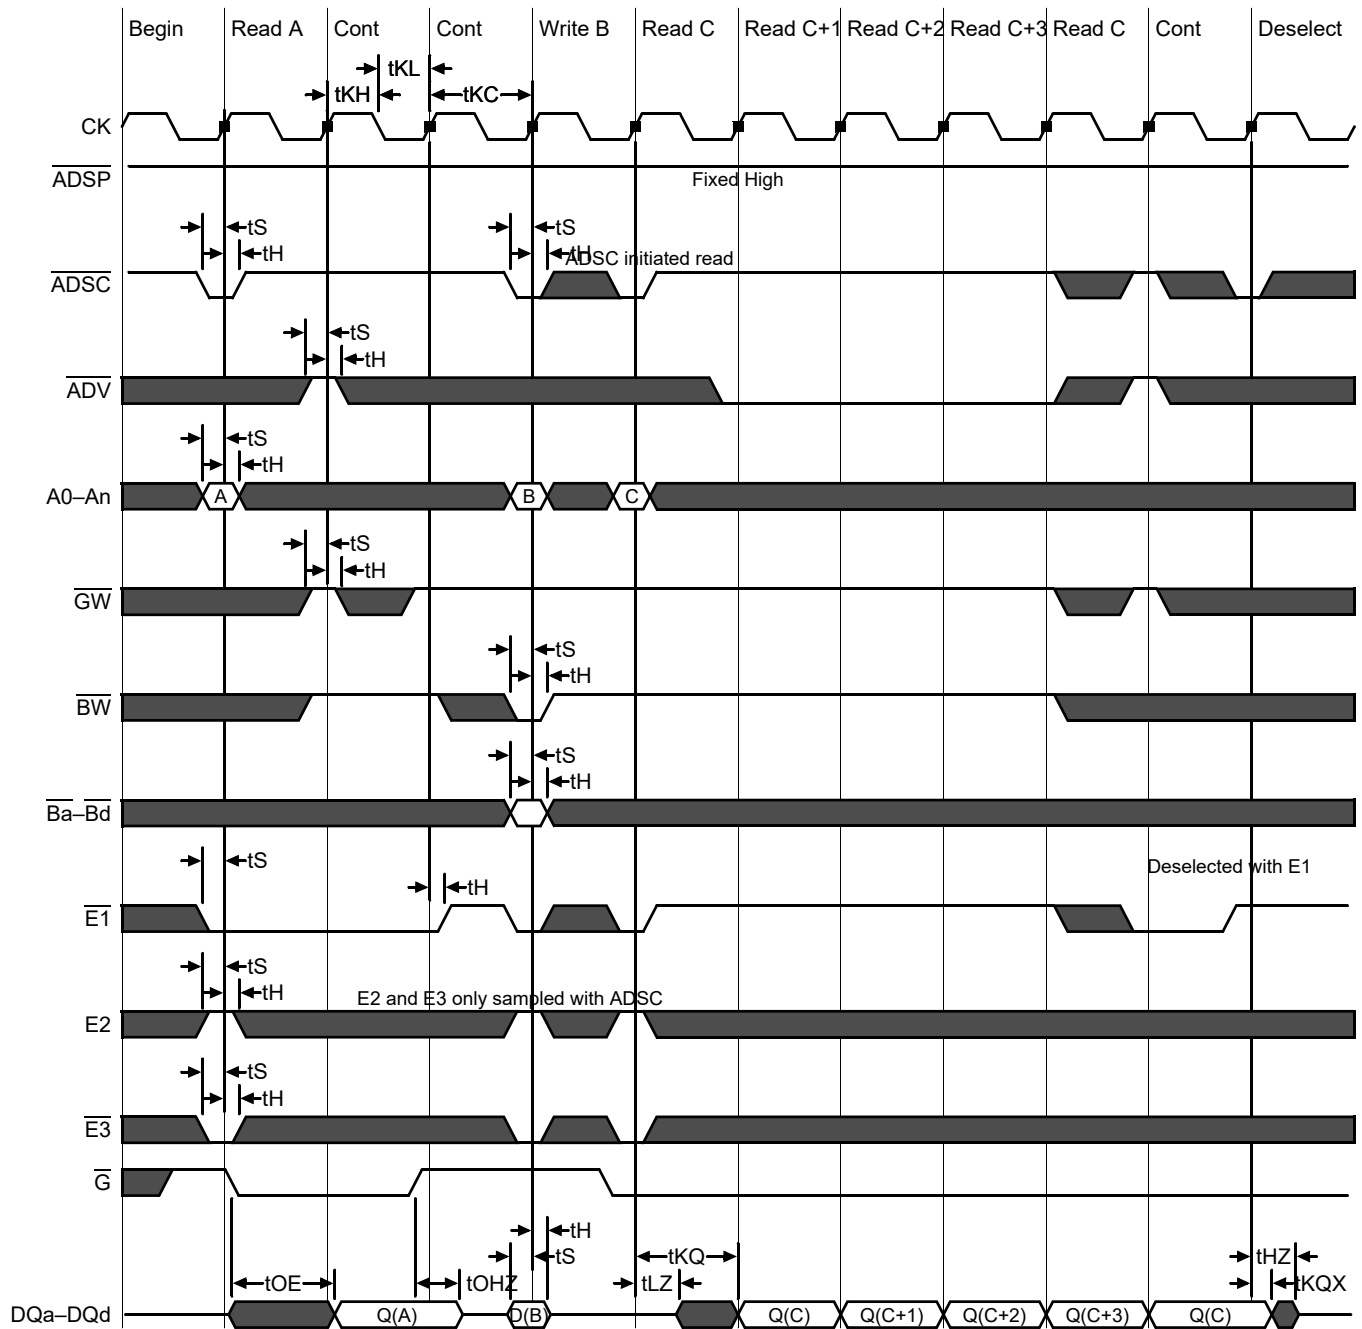 Begin Read A Cont Cont Write B Read C Read C+1 Read C+2 Read C+3 Read C Cont Deselect
tKL
tKH tKC
CK
ADSP
Fixed High
tS tS
tH tH
ADSC initiated read
ADSC
tS
tH
ADV
tS
tH
A0–An A B C
tS
tH
GW
tS
tH
BW
tS
tH
Ba–Bd
tS
Deselected with E1
tH
E1
tS
tH
E2 and E3 only sampled with ADSC
E2
tS
tH
E3
G
tH
tS tKQ tHZ
tOE tOHZ tLZ tKQX
DQa–DQd Q(A) D(B) Q(C) Q(C+1) Q(C+2) Q(C+3) Q(C)